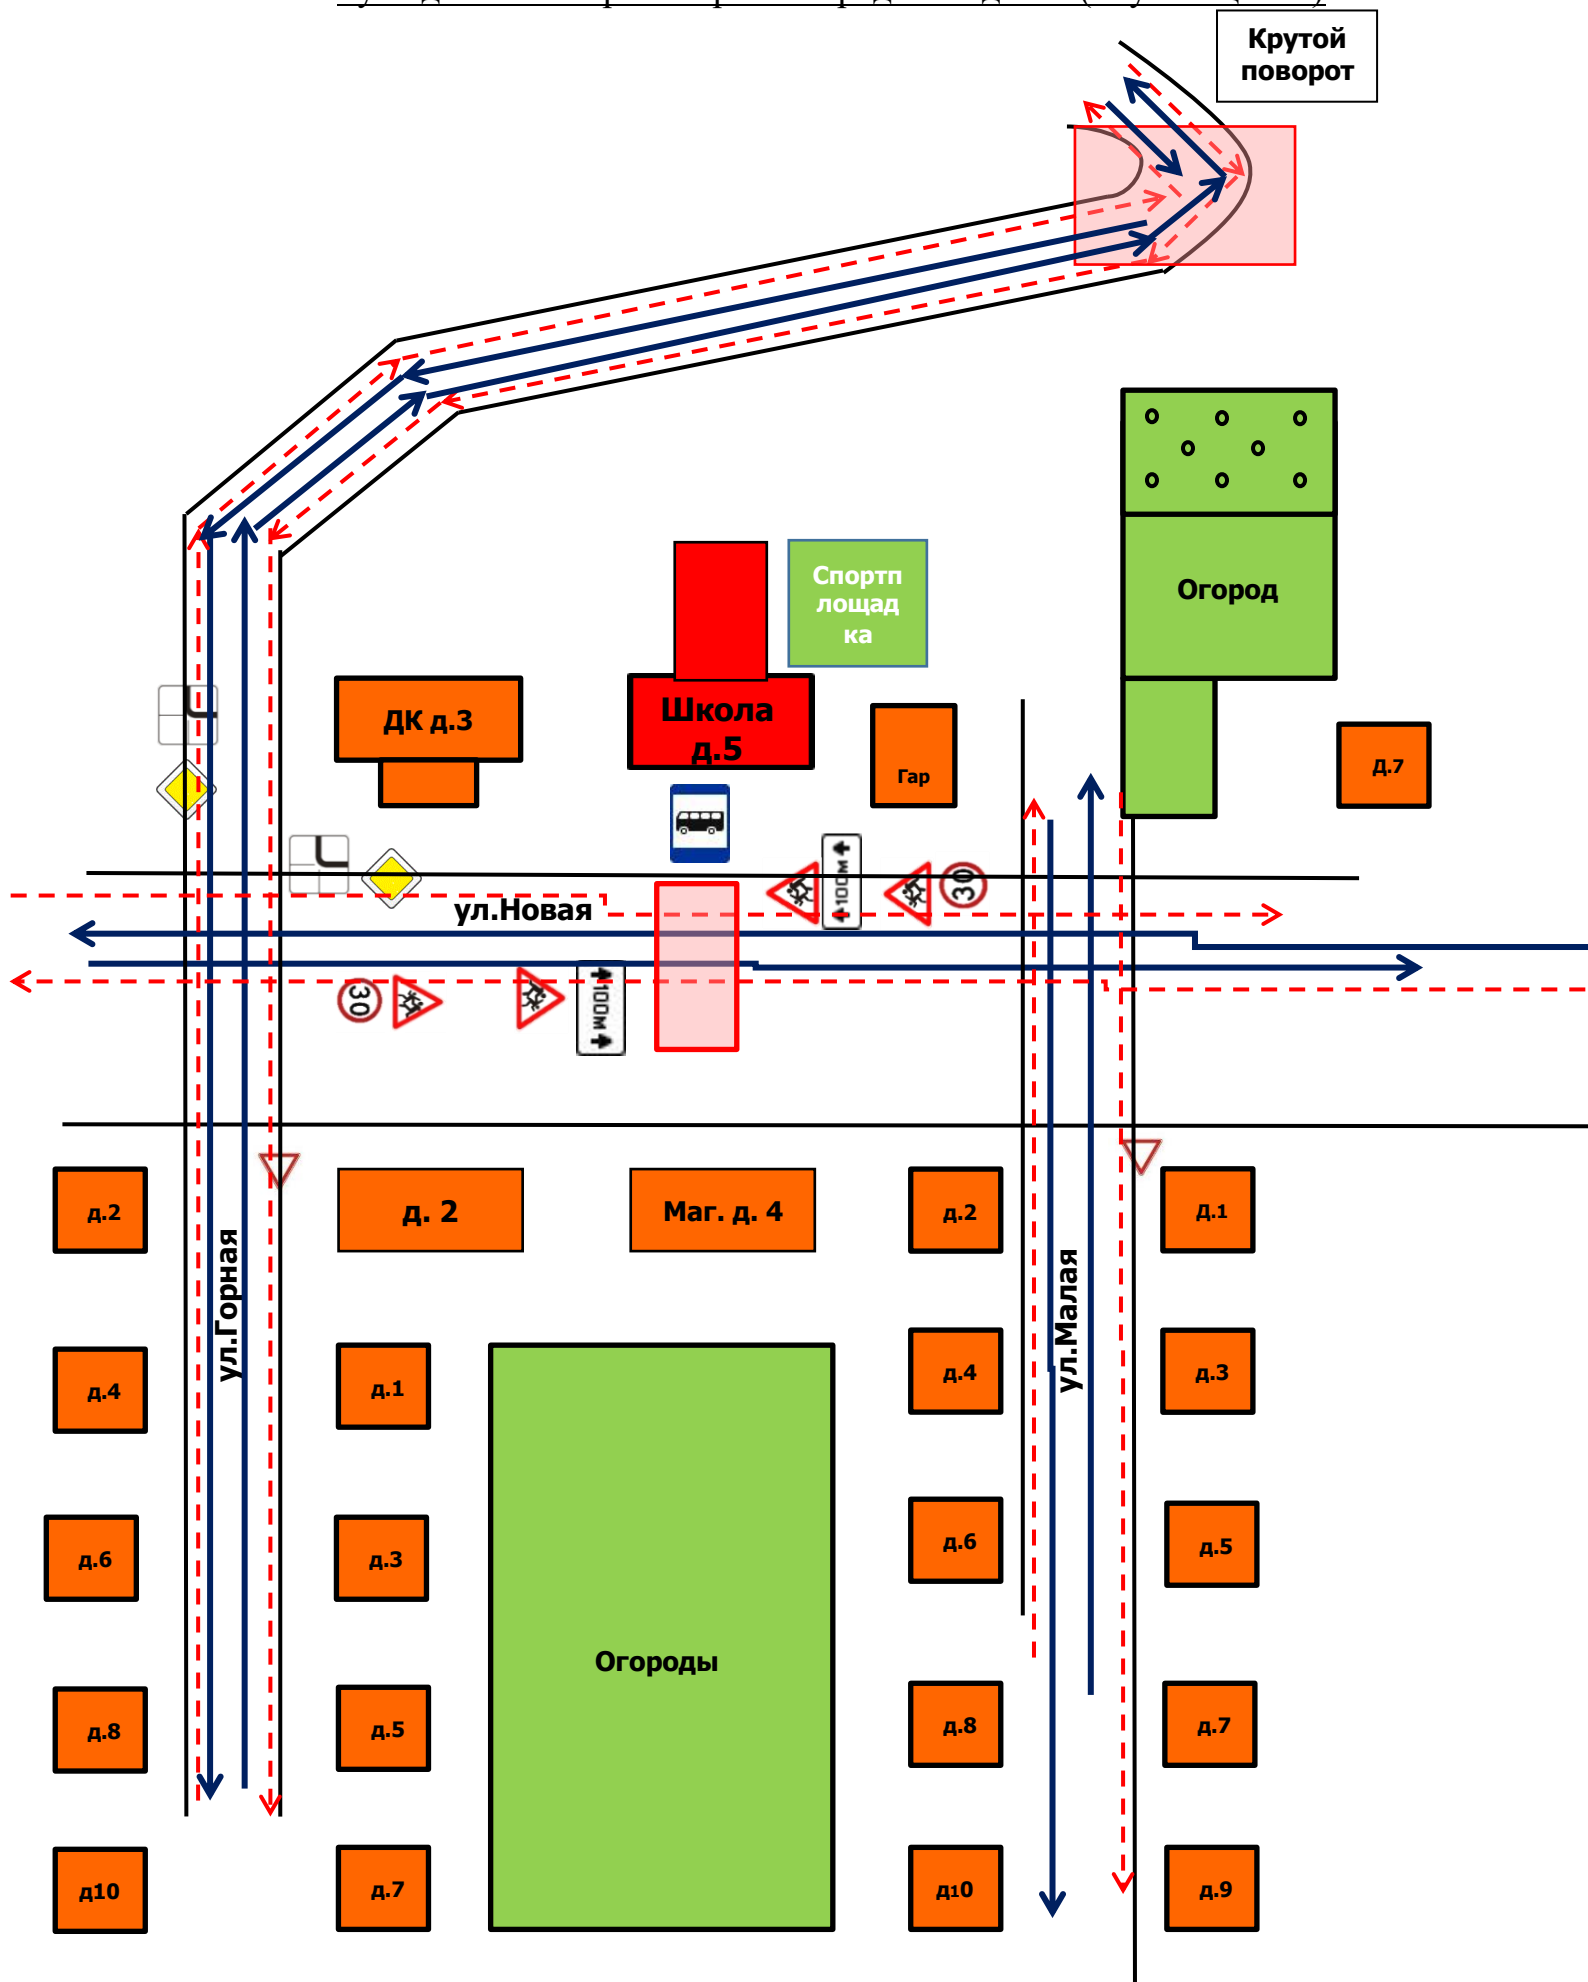 Крутой
поворот
Спортп
лощад
ка
Огород
ДК д.3
Школа
д.5
Гар
Д.7
100м
30
ул.Новая
30
100м
д.2
д. 2
Маг. д. 4
д.2
Д.1
ул.Горная
ул.Малая
д.4
д.1
д.4
д.3
д.6
д.3
д.6
д.5
Огороды
д.8
д.5
д.8
д.7
д10
д.7
д10
д.9